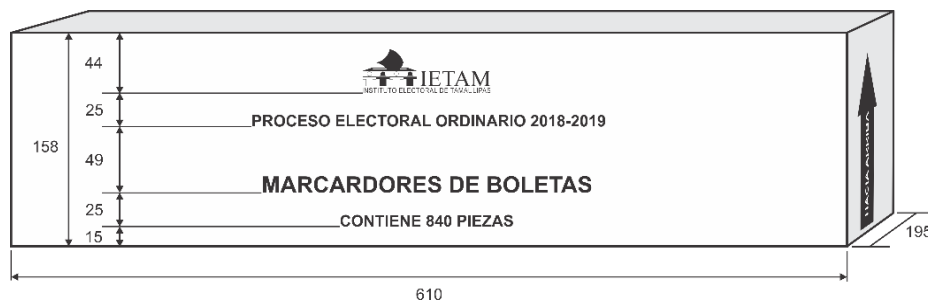 44
IETAM
INSTITUTO ELECTORAL DE TAMAULIPAS
25
PROCESO ELECTORAL ORDINARIO 2018-2019
158
49
MARCARDORES DE BOLETAS
25
CONTIENE 840 PIEZAS
15
HACIA ARRIBA
195
610